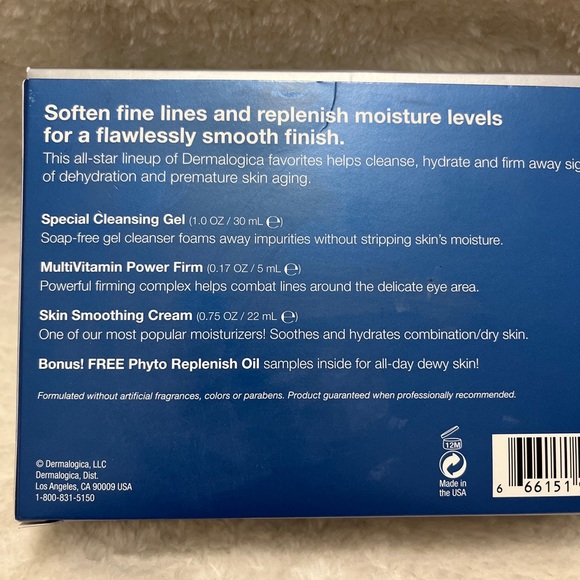 Soften fine lines and replenish moisture levels
for a flawlessly smooth finish.
This all-star lineup of Dermalogica favorites helps cleanse, hydrate and firm away
of dehydration and premature skin aging.
Special Cleansing Gel (1.0 OZ / 30 mL ℮)
Soap-free gel cleanser foams away impurities without stripping skin's moisture.
MultiVitamin Power Firm (0.17 OZ / 5 mL ℮)
Powerful firming complex helps combat lines around the delicate eye area.
Skin Smoothing Cream (0.75 OZ / 22 mL ℮)
One of our most popular moisturizers! Soothes and hydrates combination/dry skin.
Bonus! FREE Phyto Replenish Oil samples inside for all-day dewy skin!
Formulated without artificial fragrances, colors or parabens. Product guaranteed when professionally recommended.
© Dermalogica, LLC
Dermalogica, Dist.
Los Angeles, CA 90009 USA
1-800-831-5150
12M
Made in
the USA
6 66151